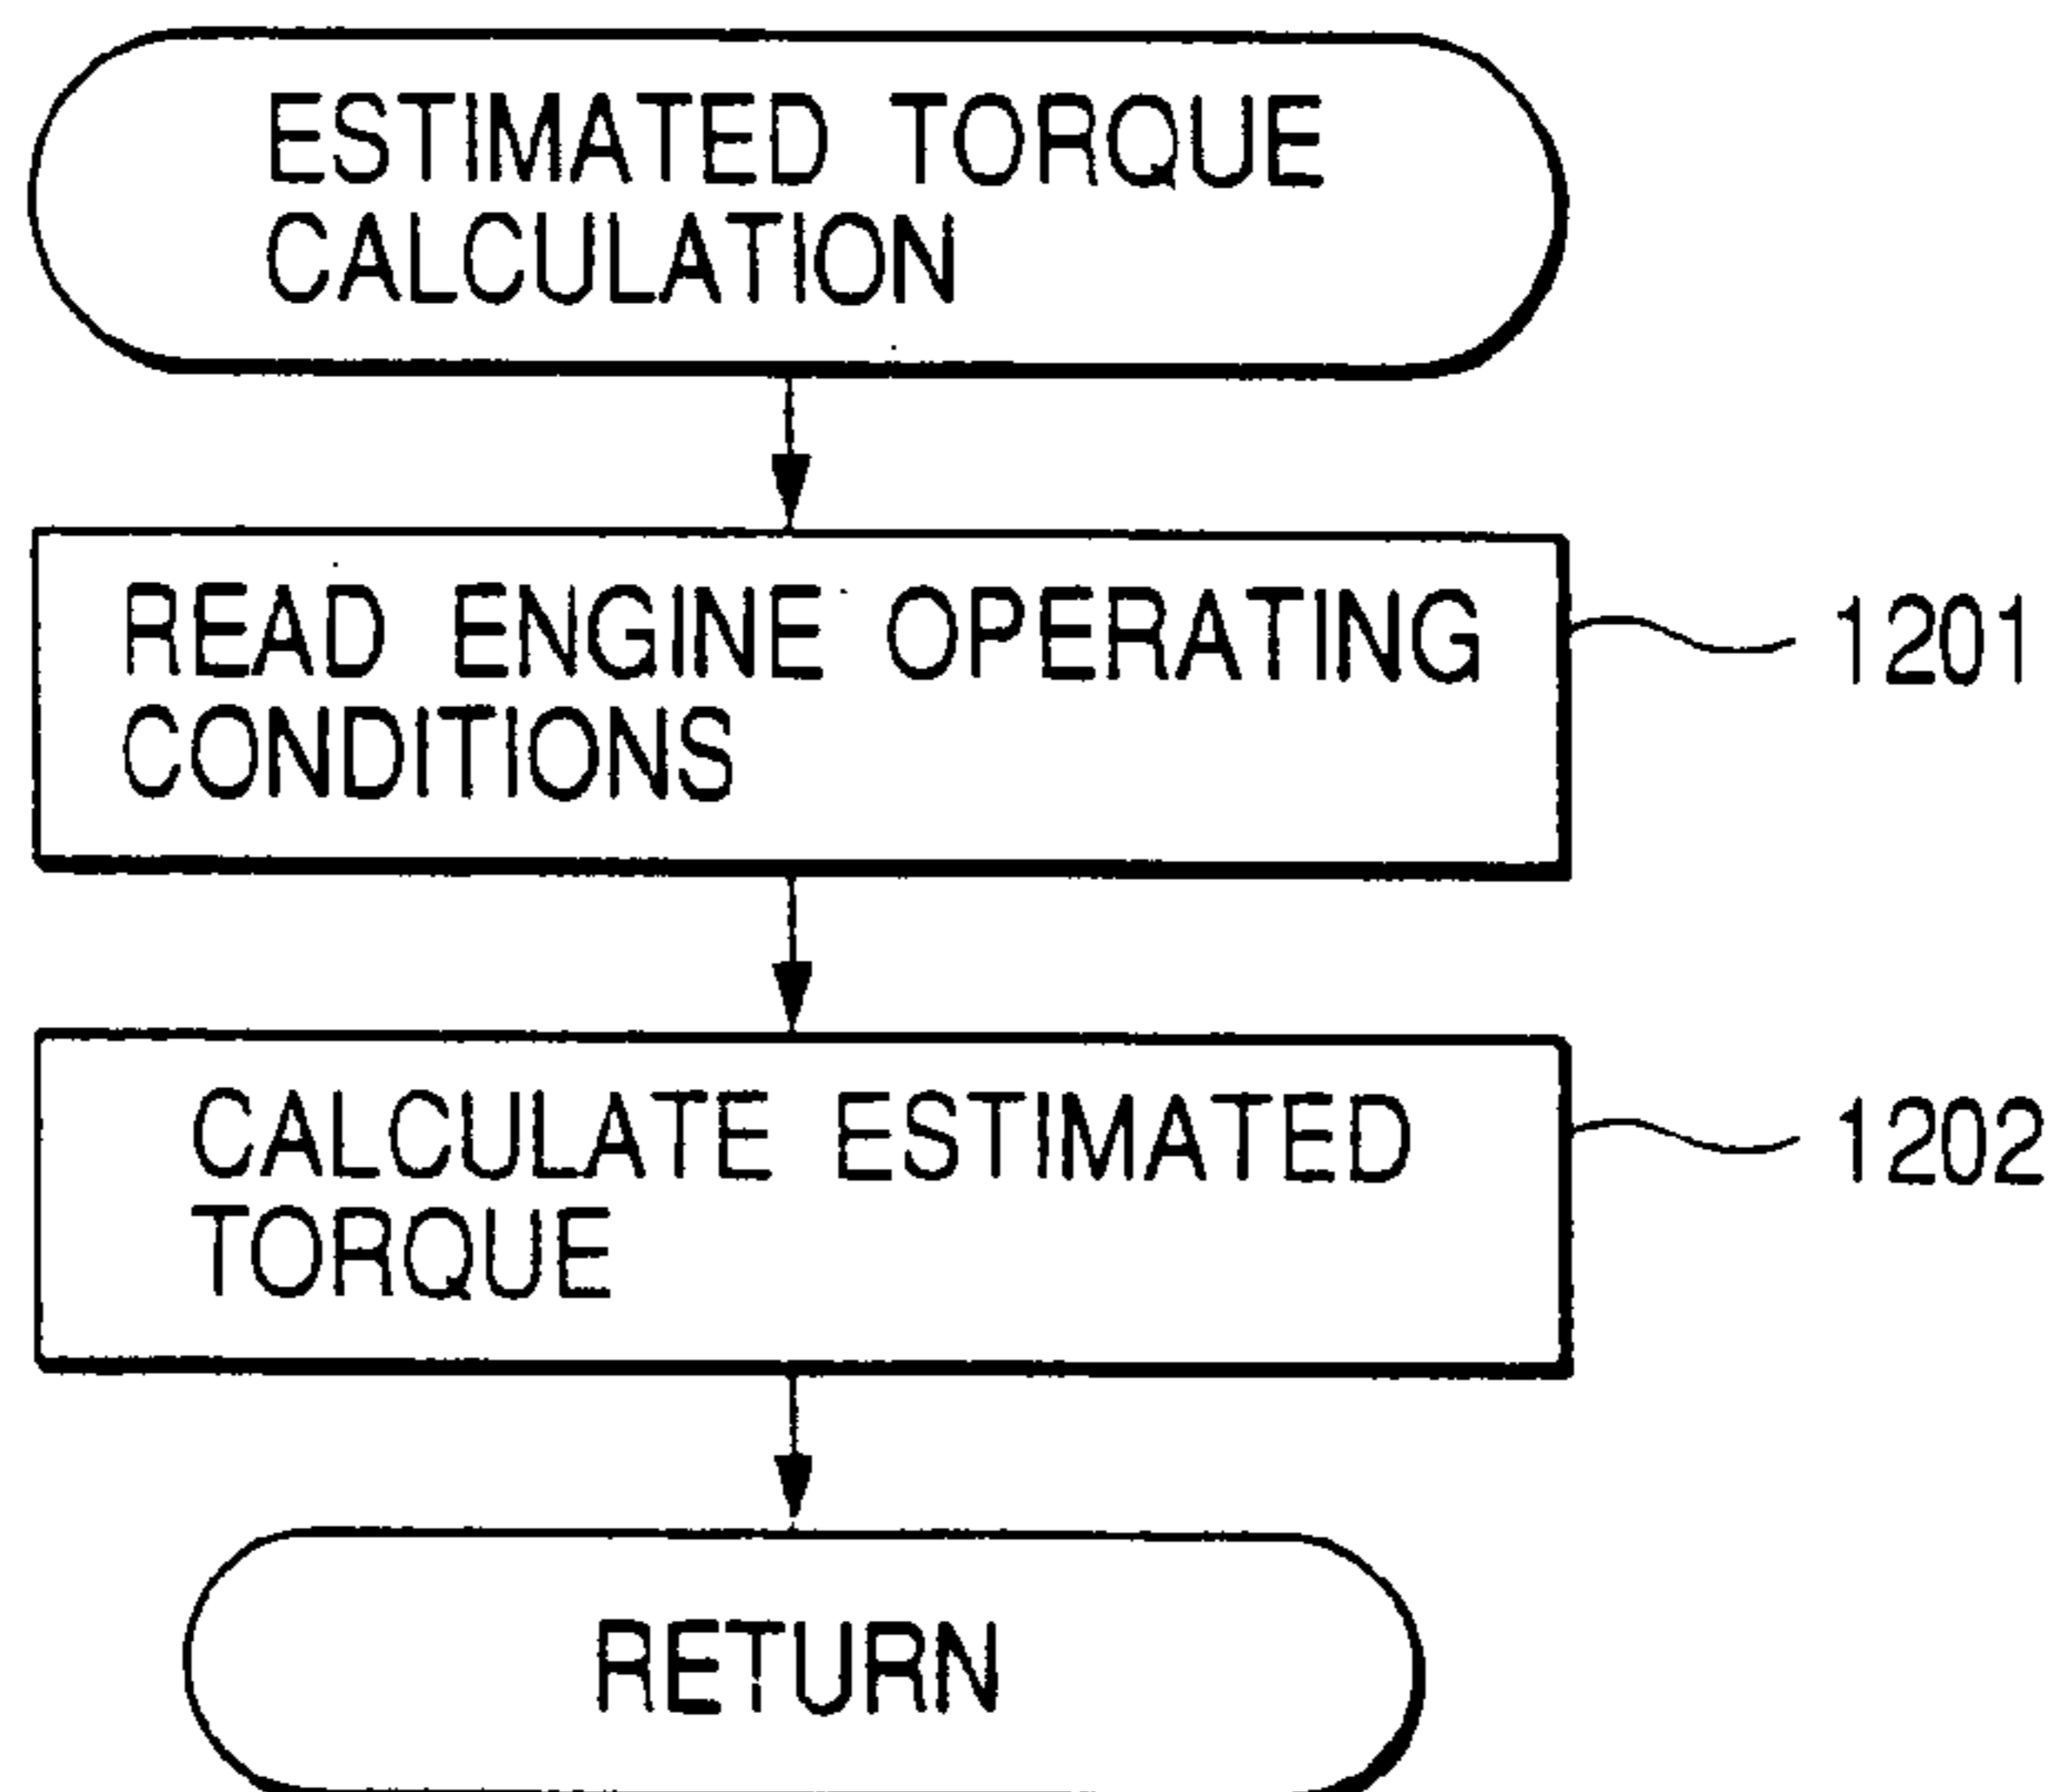 ESTIMATED TORQUE
CALCULATION
READ ENGINE OPERATING
CONDITIONS
1201
CALCULATE ESTIMATED
TORQUE
1202
RETURN